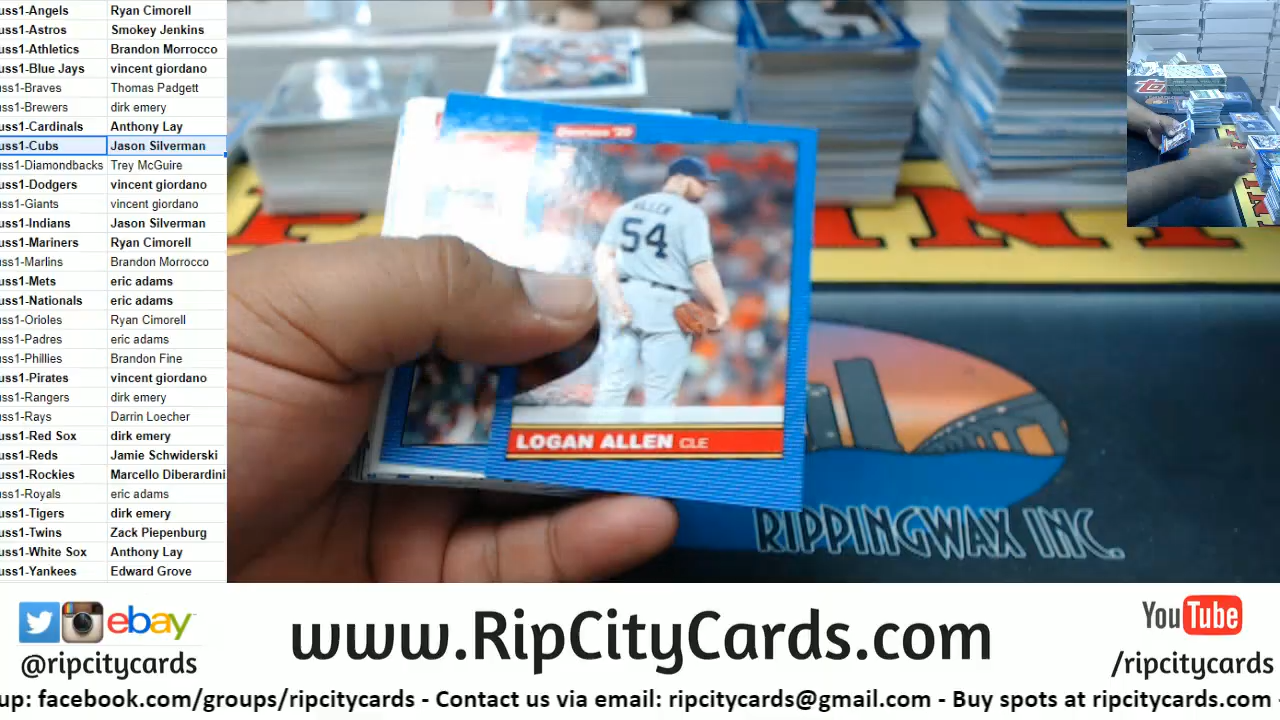 uss1-Angels Ryan Cimorell
uss1-Astros Smokey Jenkins
uss1-Athletics Brandon Morrocco
uss1-Blue Jays vincent giordano
uss1-Braves Thomas Padgett
uss1-Brewers dirk emery
uss1-Cardinals Anthony Lay
uss1-Cubs Jason Silverman
uss1-Diamondbacks Trey McGuire
uss1-Dodgers vincent giordano
uss1-Giants vincent giordano
uss1-Indians Jason Silverman
uss1-Mariners Ryan Cimorell
uss1-Marlins Brandon Morrocco
uss1-Mets eric adams
uss1-Nationals eric adams
uss1-Orioles Ryan Cimorell
uss1-Padres eric adams
uss1-Phillies Brandon Fine
uss1-Pirates vincent giordano
uss1-Rangers dirk emery
uss1-Rays Darrin Loecher
uss1-Red Sox dirk emery
uss1-Reds Jamie Schwiderski
uss1-Rockies Marcello Diberardini
uss1-Royals eric adams
uss1-Tigers dirk emery
uss1-Twins Zack Piepenburg
uss1-White Sox Anthony Lay
uss1-Yankees Edward Grove
Donruss '20
ALLEN
54
LOGAN ALLEN CLE
RIPPINGWAX INC.
ebay
@ripcitycards
www.RipCityCards.com
YouTube
/ripcitycards
up: facebook.com/groups/ripcitycards - Contact us via email: ripcitycards@gmail.com - Buy spots at ripcitycards.com -